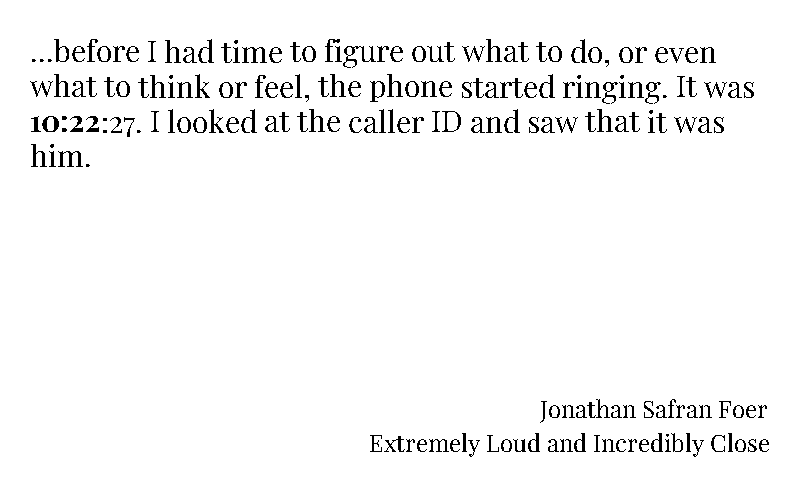 ...before I had time to figure out what to do, or even
what to think or feel, the phone started ringing. It was
10:22:27. I looked at the caller ID and saw that it was
him.
Jonathan Safran Foer
Extremely Loud and Incredibly Close